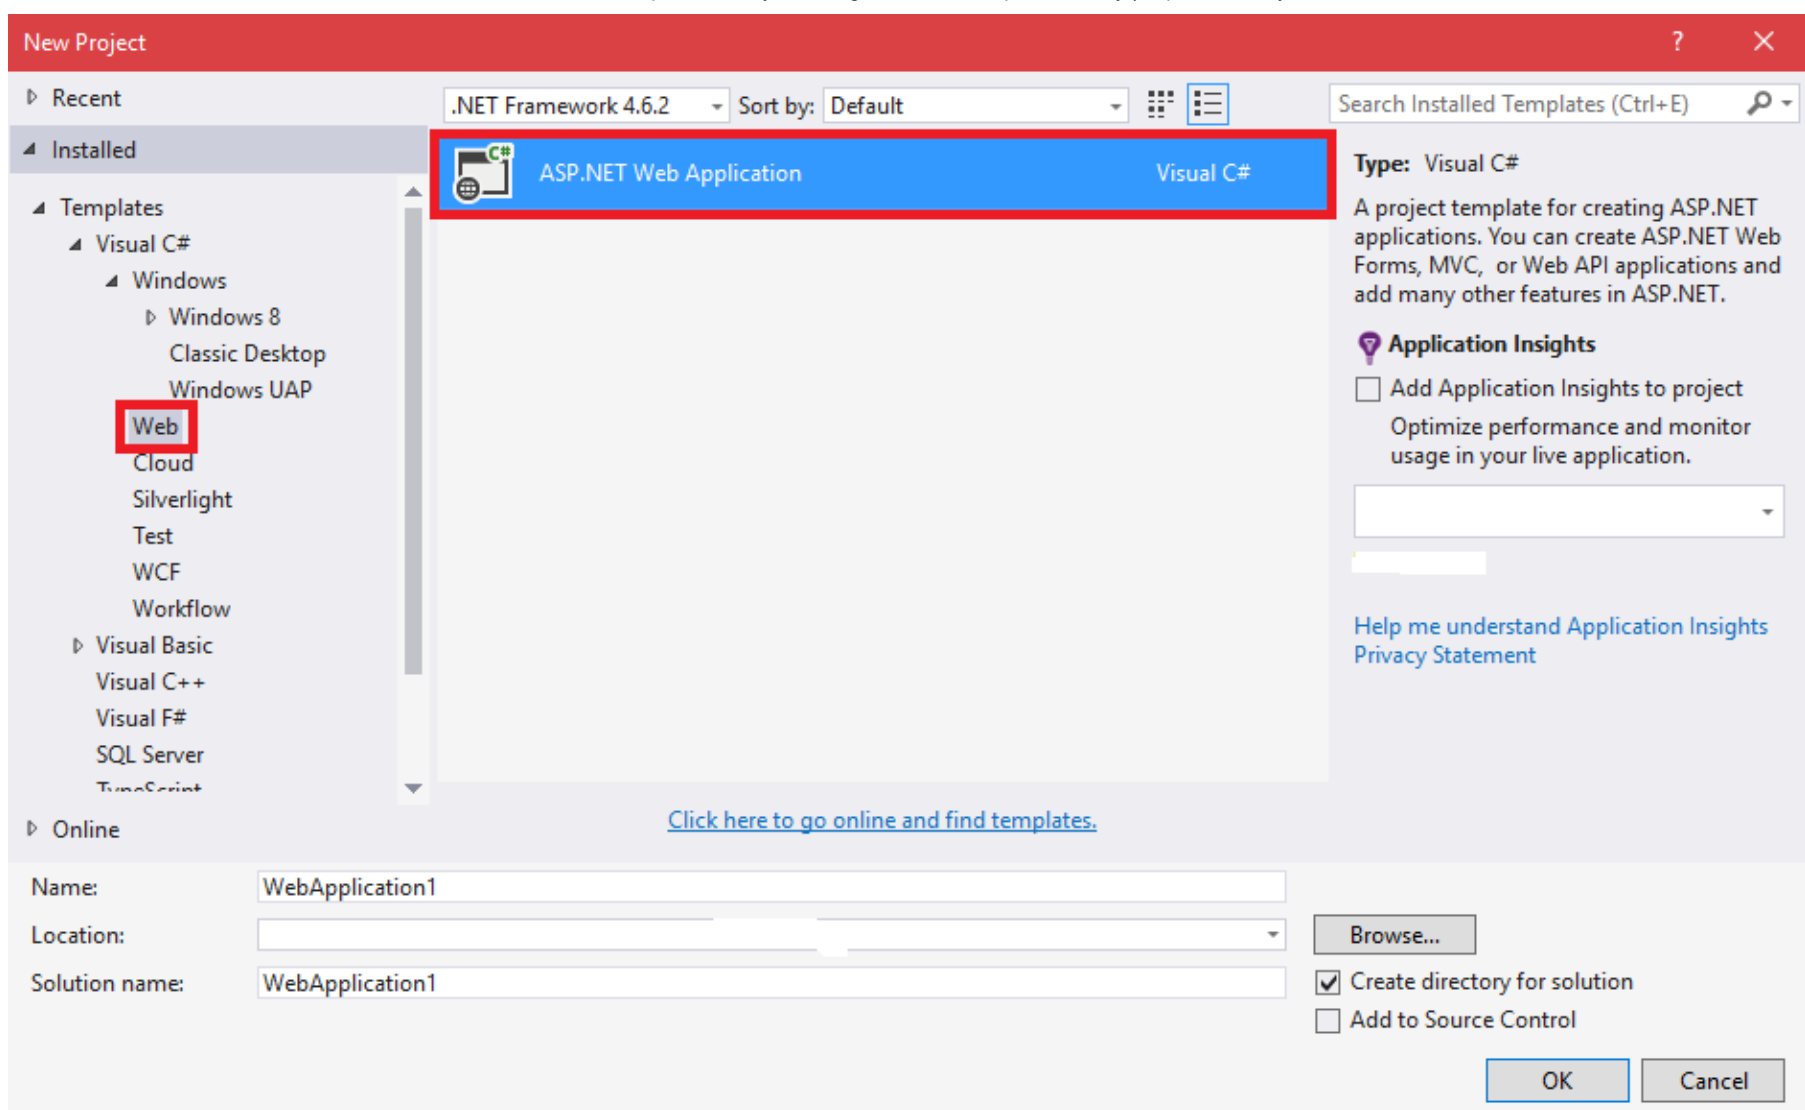 New Project
?
Recent
.NET Framework 4.6.2
Sort by:
Default
Search Installed Templates (Ctrl+E)
Installed
Templates
Visual C#
Windows
Windows 8
Classic Desktop
Windows UAP
Web
Cloud
Silverlight
Test
WCF
Workflow
Visual Basic
Visual C++
Visual F#
SQL Server
TypeScript
Online
C#
ASP.NET Web Application
Visual C#
Click here to go online and find templates.
Type: Visual C#
A project template for creating ASP.NET
applications. You can create ASP.NET Web
Forms, MVC, or Web API applications and
add many other features in ASP.NET.
Application Insights
Add Application Insights to project
Optimize performance and monitor
usage in your live application.
Help me understand Application Insights
Privacy Statement
Name:
WebApplication1
Location:
Browse...
Solution name:
WebApplication1
Create directory for solution
Add to Source Control
OK
Cancel